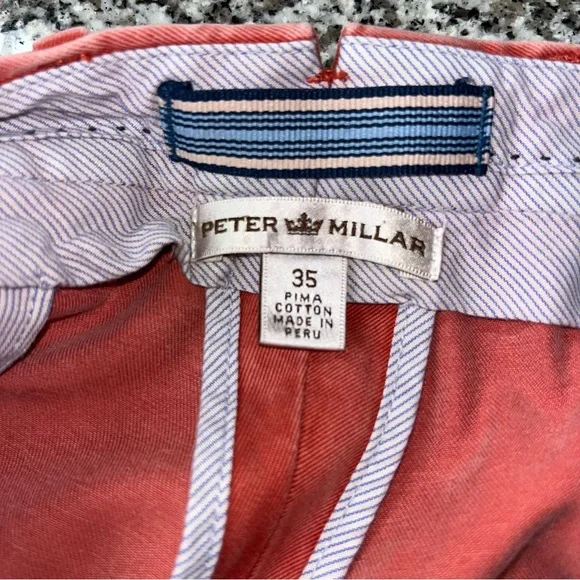 PETER MILLAR
35
PIMA
COTTON
MADE IN
PERU